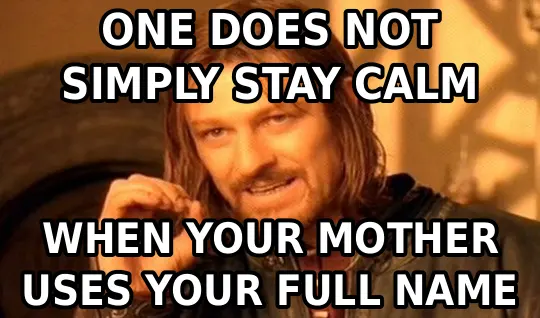 ONE DOES NOT
SIMPLY STAY CALM
WHEN YOUR MOTHER
USES YOUR FULL NAME